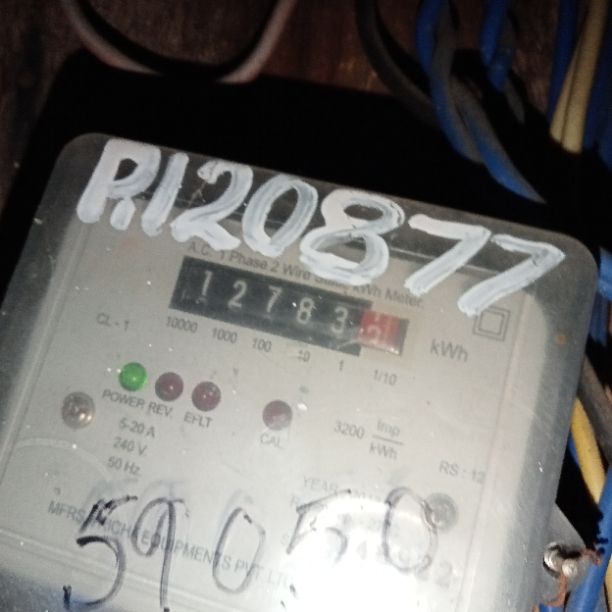 R120877
A.C. 1 Phase 2 Wire Static kWh Meter.
1 2 7 8 3
kWh
CL - 1
10000 1000 100 10 1 1/10
POWER REV. EFLT
CAL
3200 Imp/kWh
5-20 A
240 V
50 Hz
RS : 12
YEAR
59050
EQUIPMENTS PVT LTD